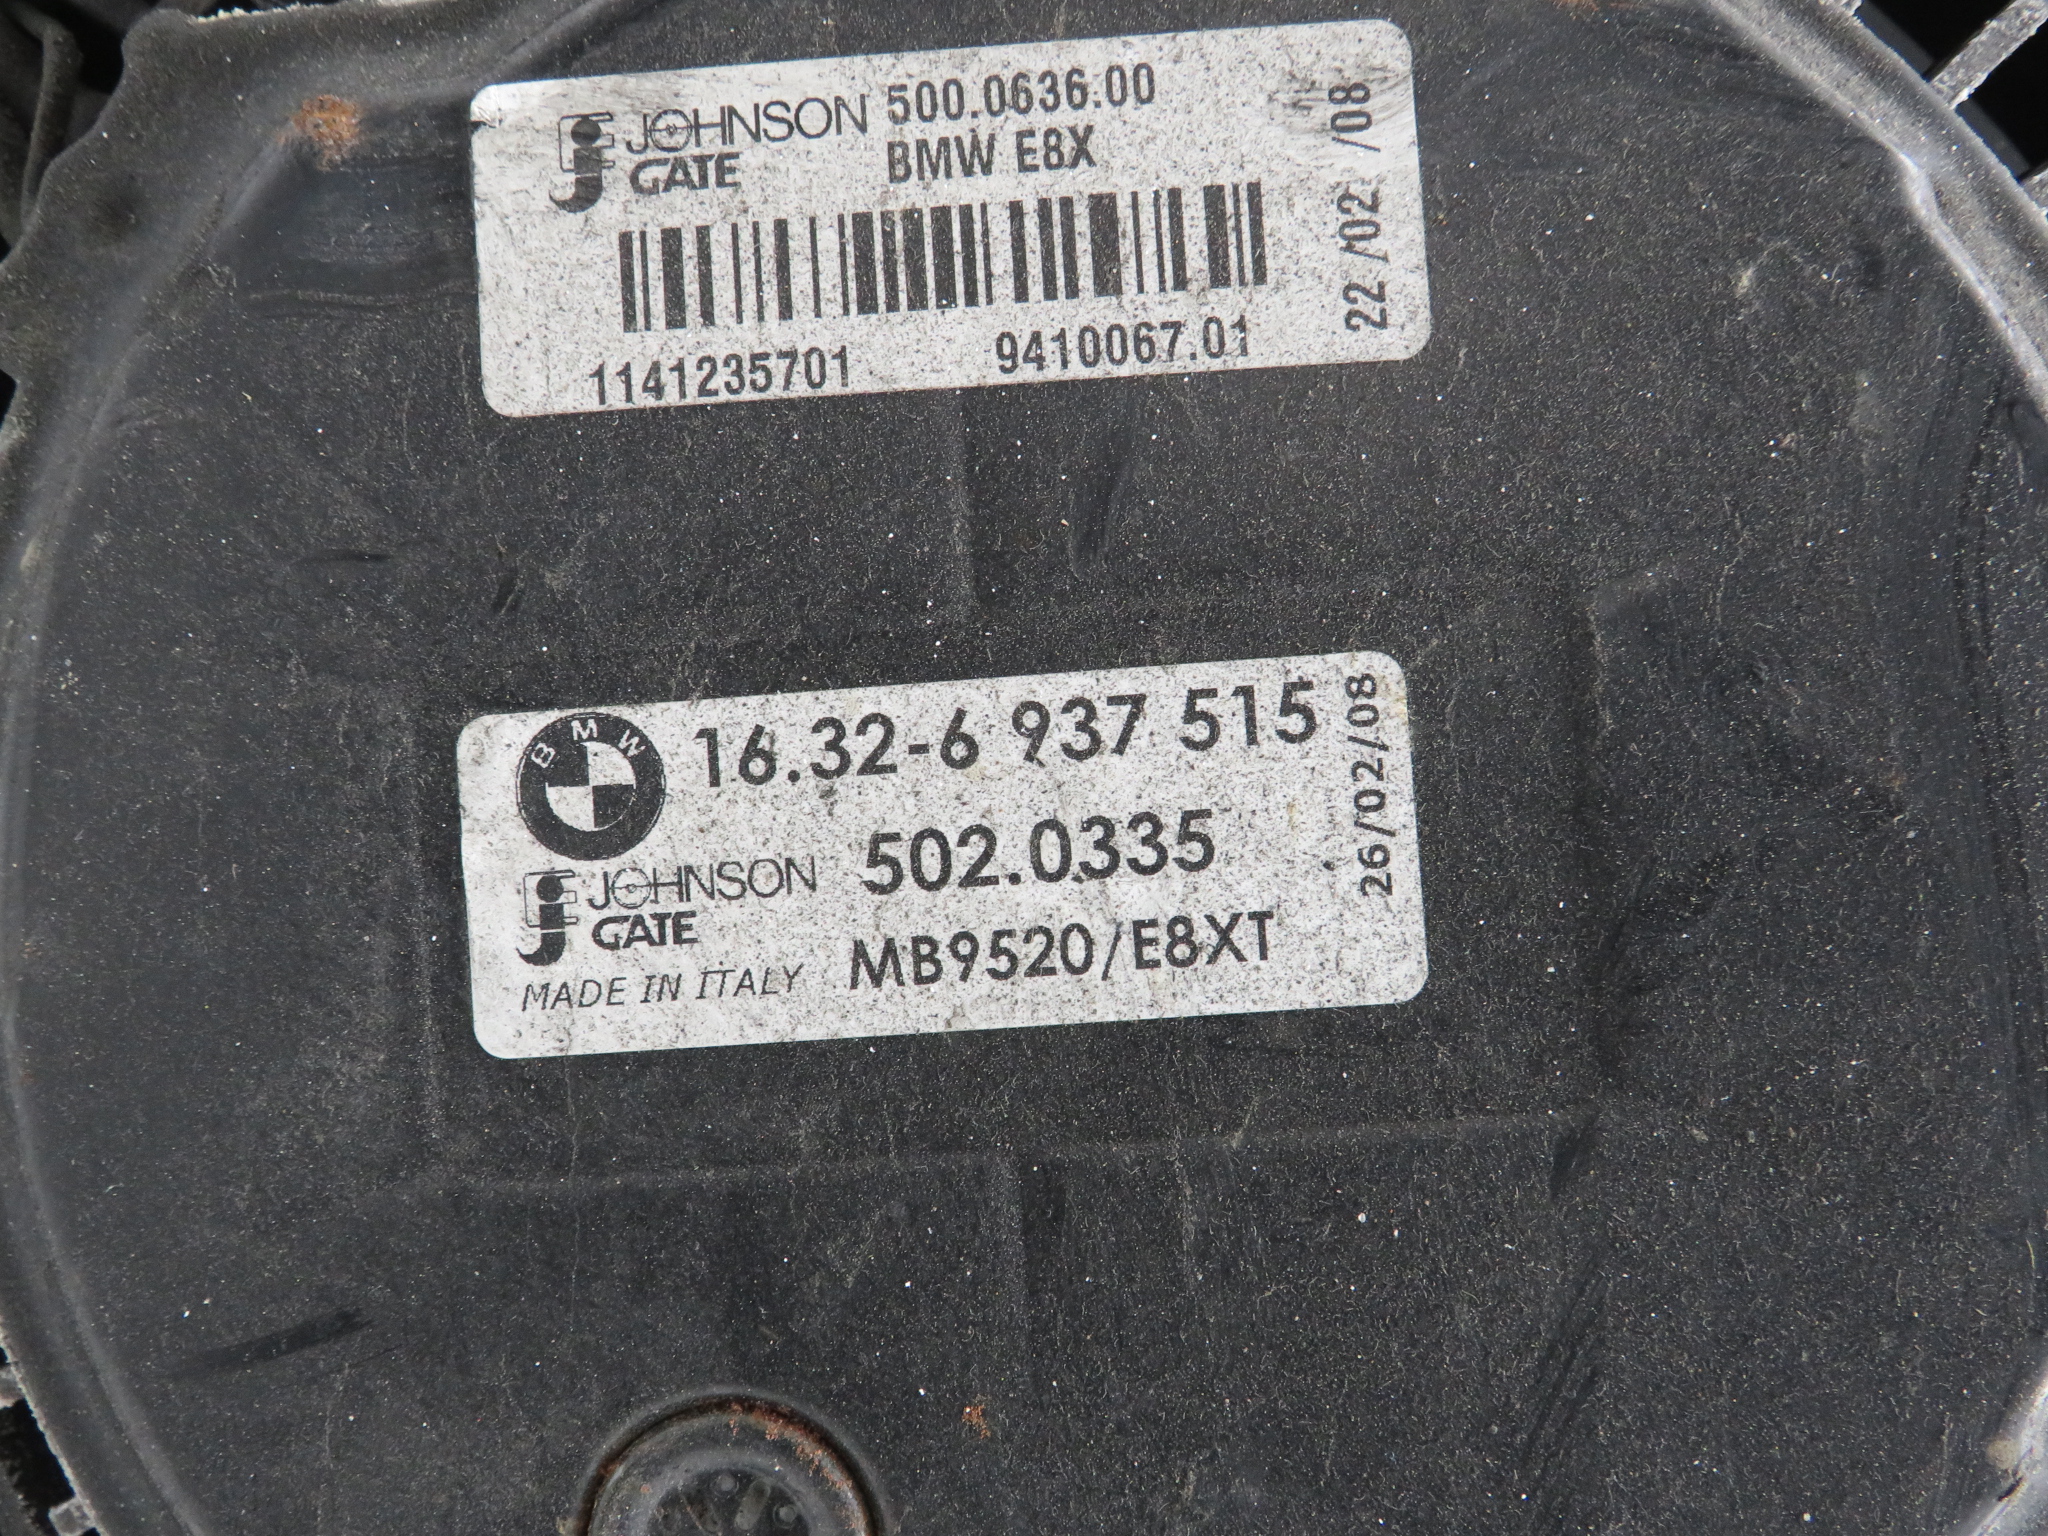 JOHNSON 500.0636.00
GATE BMW E8X
1141235701 9410067.01
22/02/08
BMW
16.32-6 937 515
JOHNSON 502.0335
GATE
MADE IN ITALY MB9520/E8XT
26/02/08